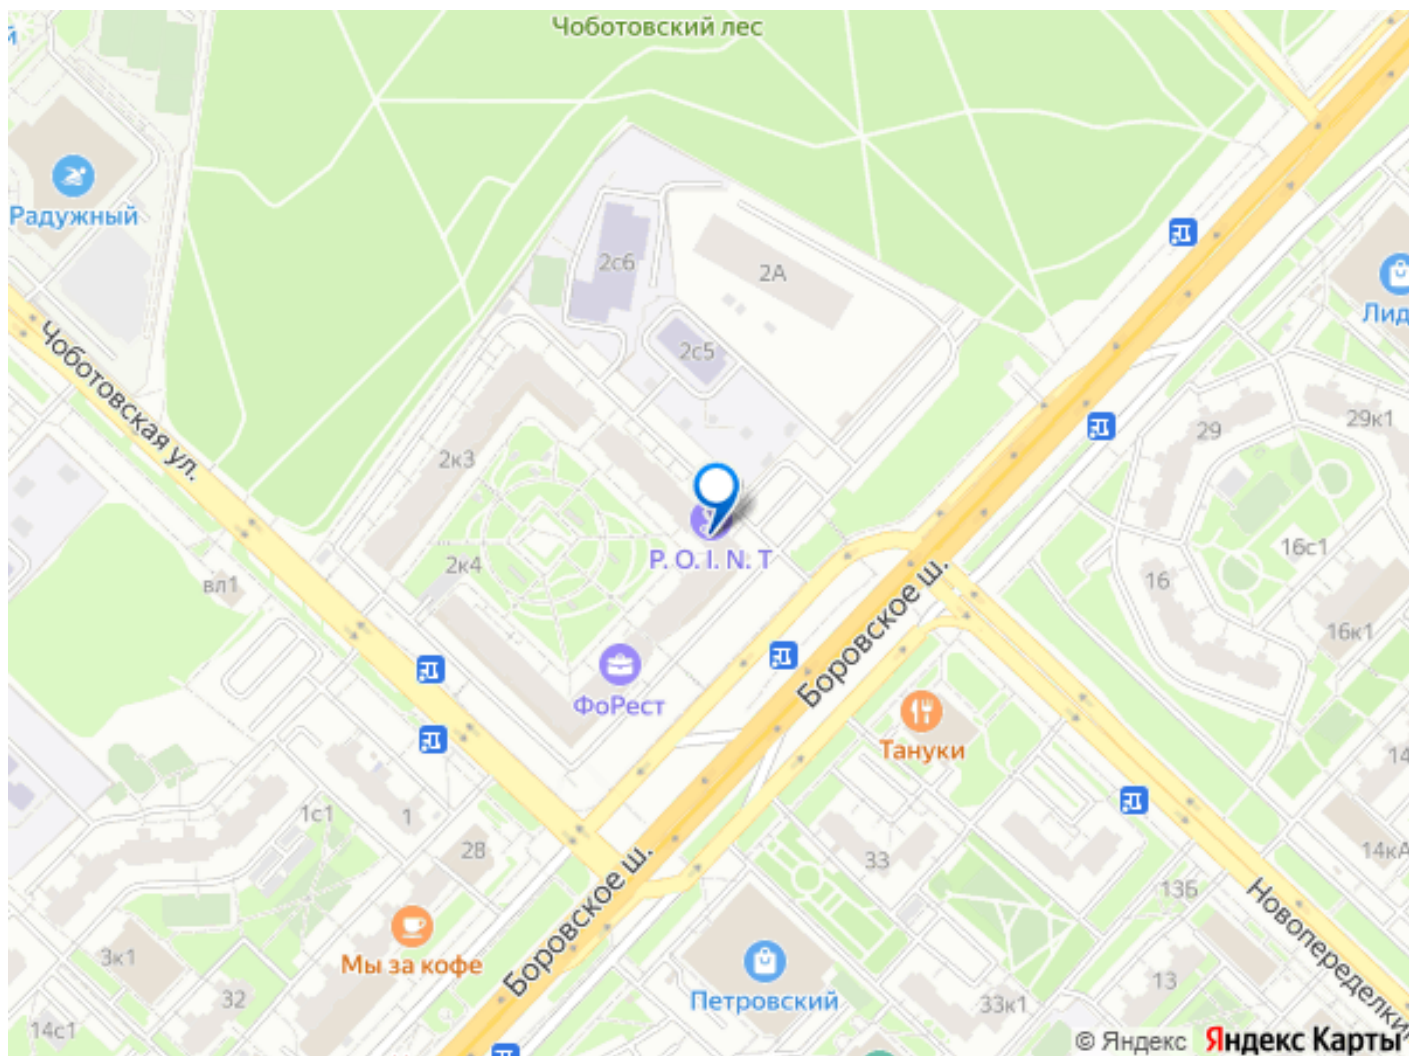 Чоботовский лес
й
Радужный
2с6
2А
2с5
Лид
Чоботовская ул.
29к1
29
2к3
16с1
P. O. I. N. T
2к4
вл1
16
16к1
Боровское ш.
ФоРест
Тануки
14
1с1
1
2В
33
14кА
13Б
Боровское ш.
Новопеределки
Мы за кофе
3к1
32
Петровский
33к1
13
14с1
© Яндекс Яндекс Карты